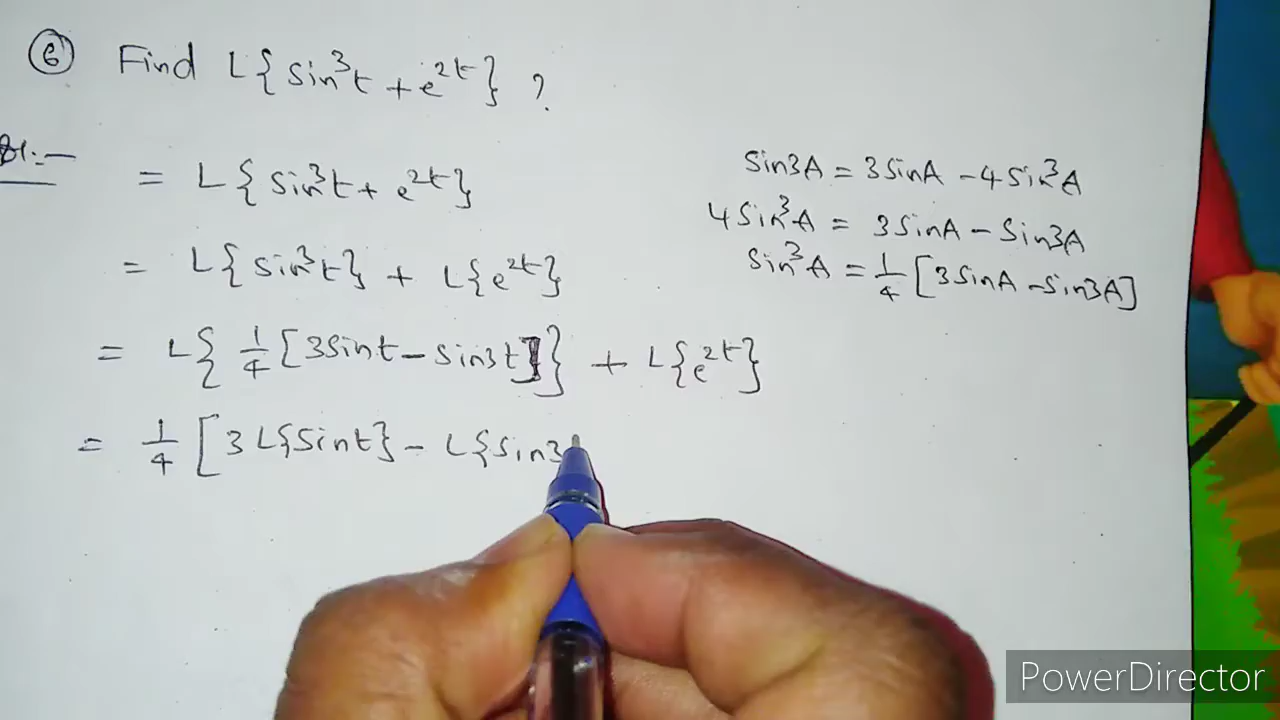 ⑥ Find L{sin³t + e²ᵗ} ?
Sol:-
= L{sin³t + e²ᵗ}
= L{sin³t} + L{e²ᵗ}
= L{1/4 [3sint - sin3t]} + L{e²ᵗ}
= 1/4 [3 L{sint} - L{sin3
Sin3A = 3SinA - 4Sin³A
4Sin³A = 3SinA - Sin3A
Sin³A = 1/4 [3SinA - Sin3A]
PowerDirector